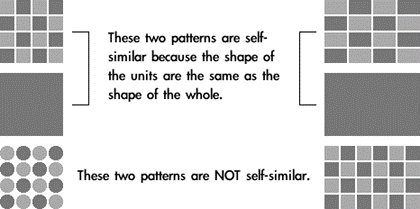 These two patterns are self-
similar because the shape of
the units are the same as the
shape of the whole.
These two patterns are NOT self-similar.